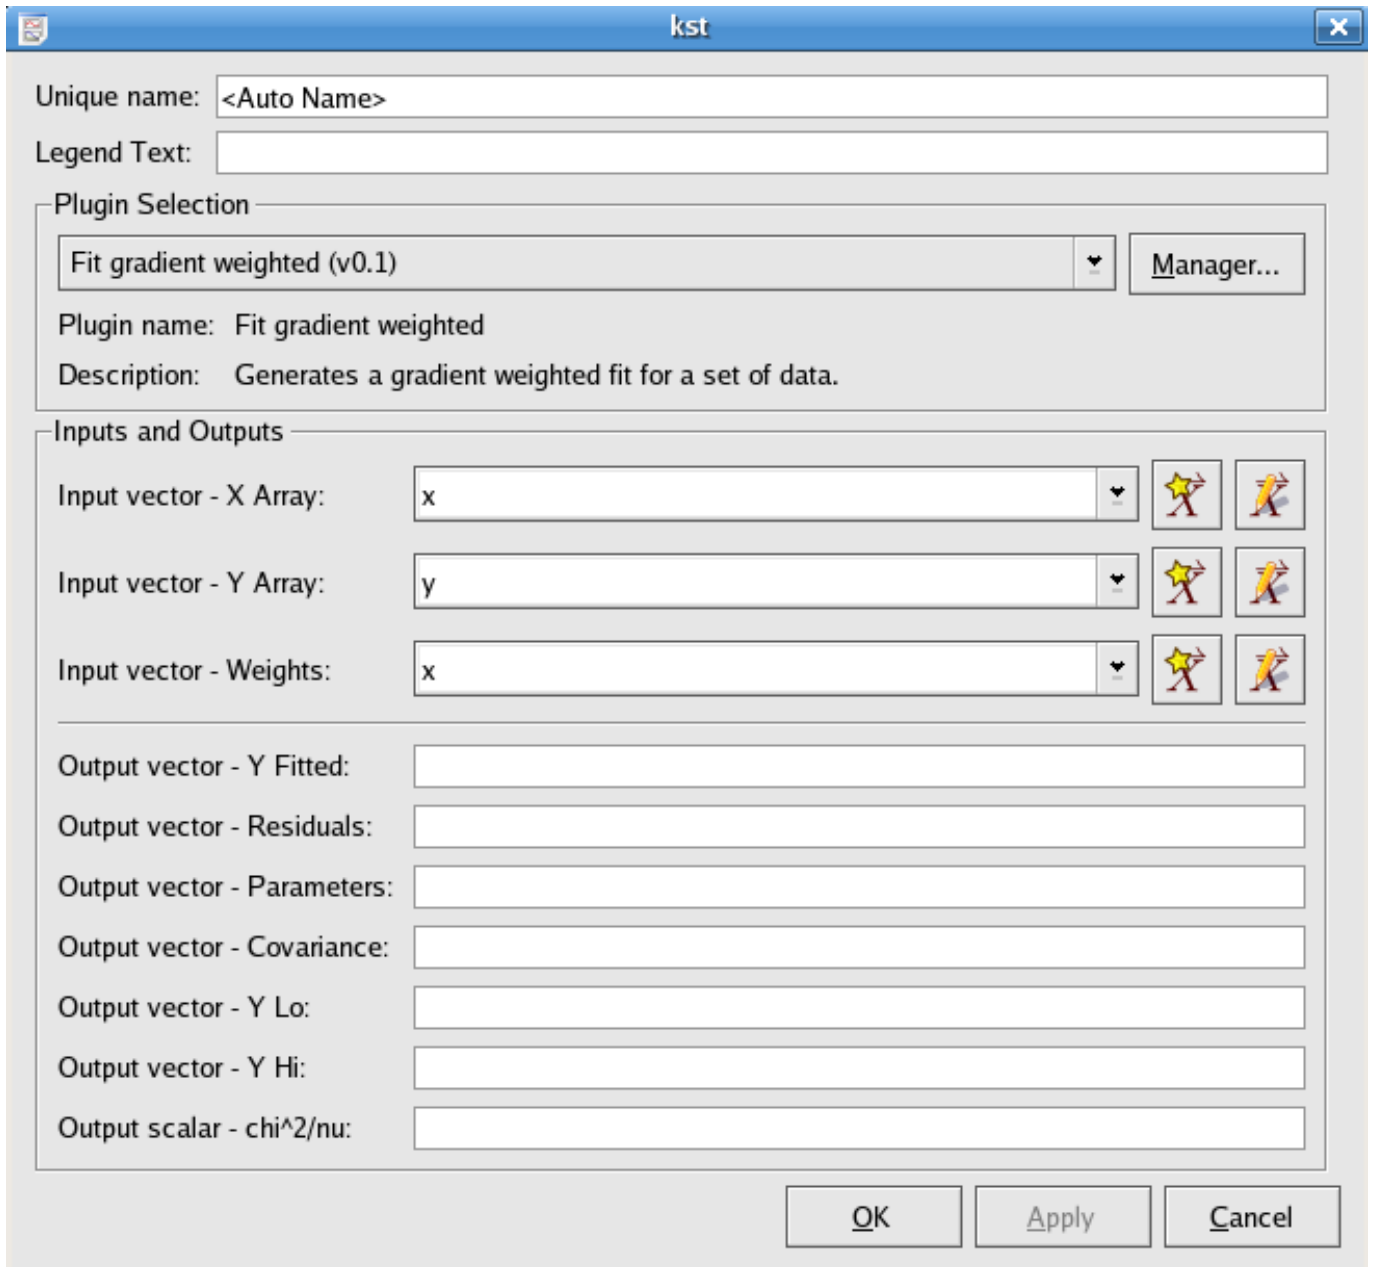 kst
Unique name: <Auto Name>
Legend Text:
Plugin Selection
Fit gradient weighted (v0.1) Manager...
Plugin name: Fit gradient weighted
Description: Generates a gradient weighted fit for a set of data.
Inputs and Outputs
Input vector - X Array: x
Input vector - Y Array: y
Input vector - Weights: x
Output vector - Y Fitted:
Output vector - Residuals:
Output vector - Parameters:
Output vector - Covariance:
Output vector - Y Lo:
Output vector - Y Hi:
Output scalar - chi^2/nu:
OK Apply Cancel